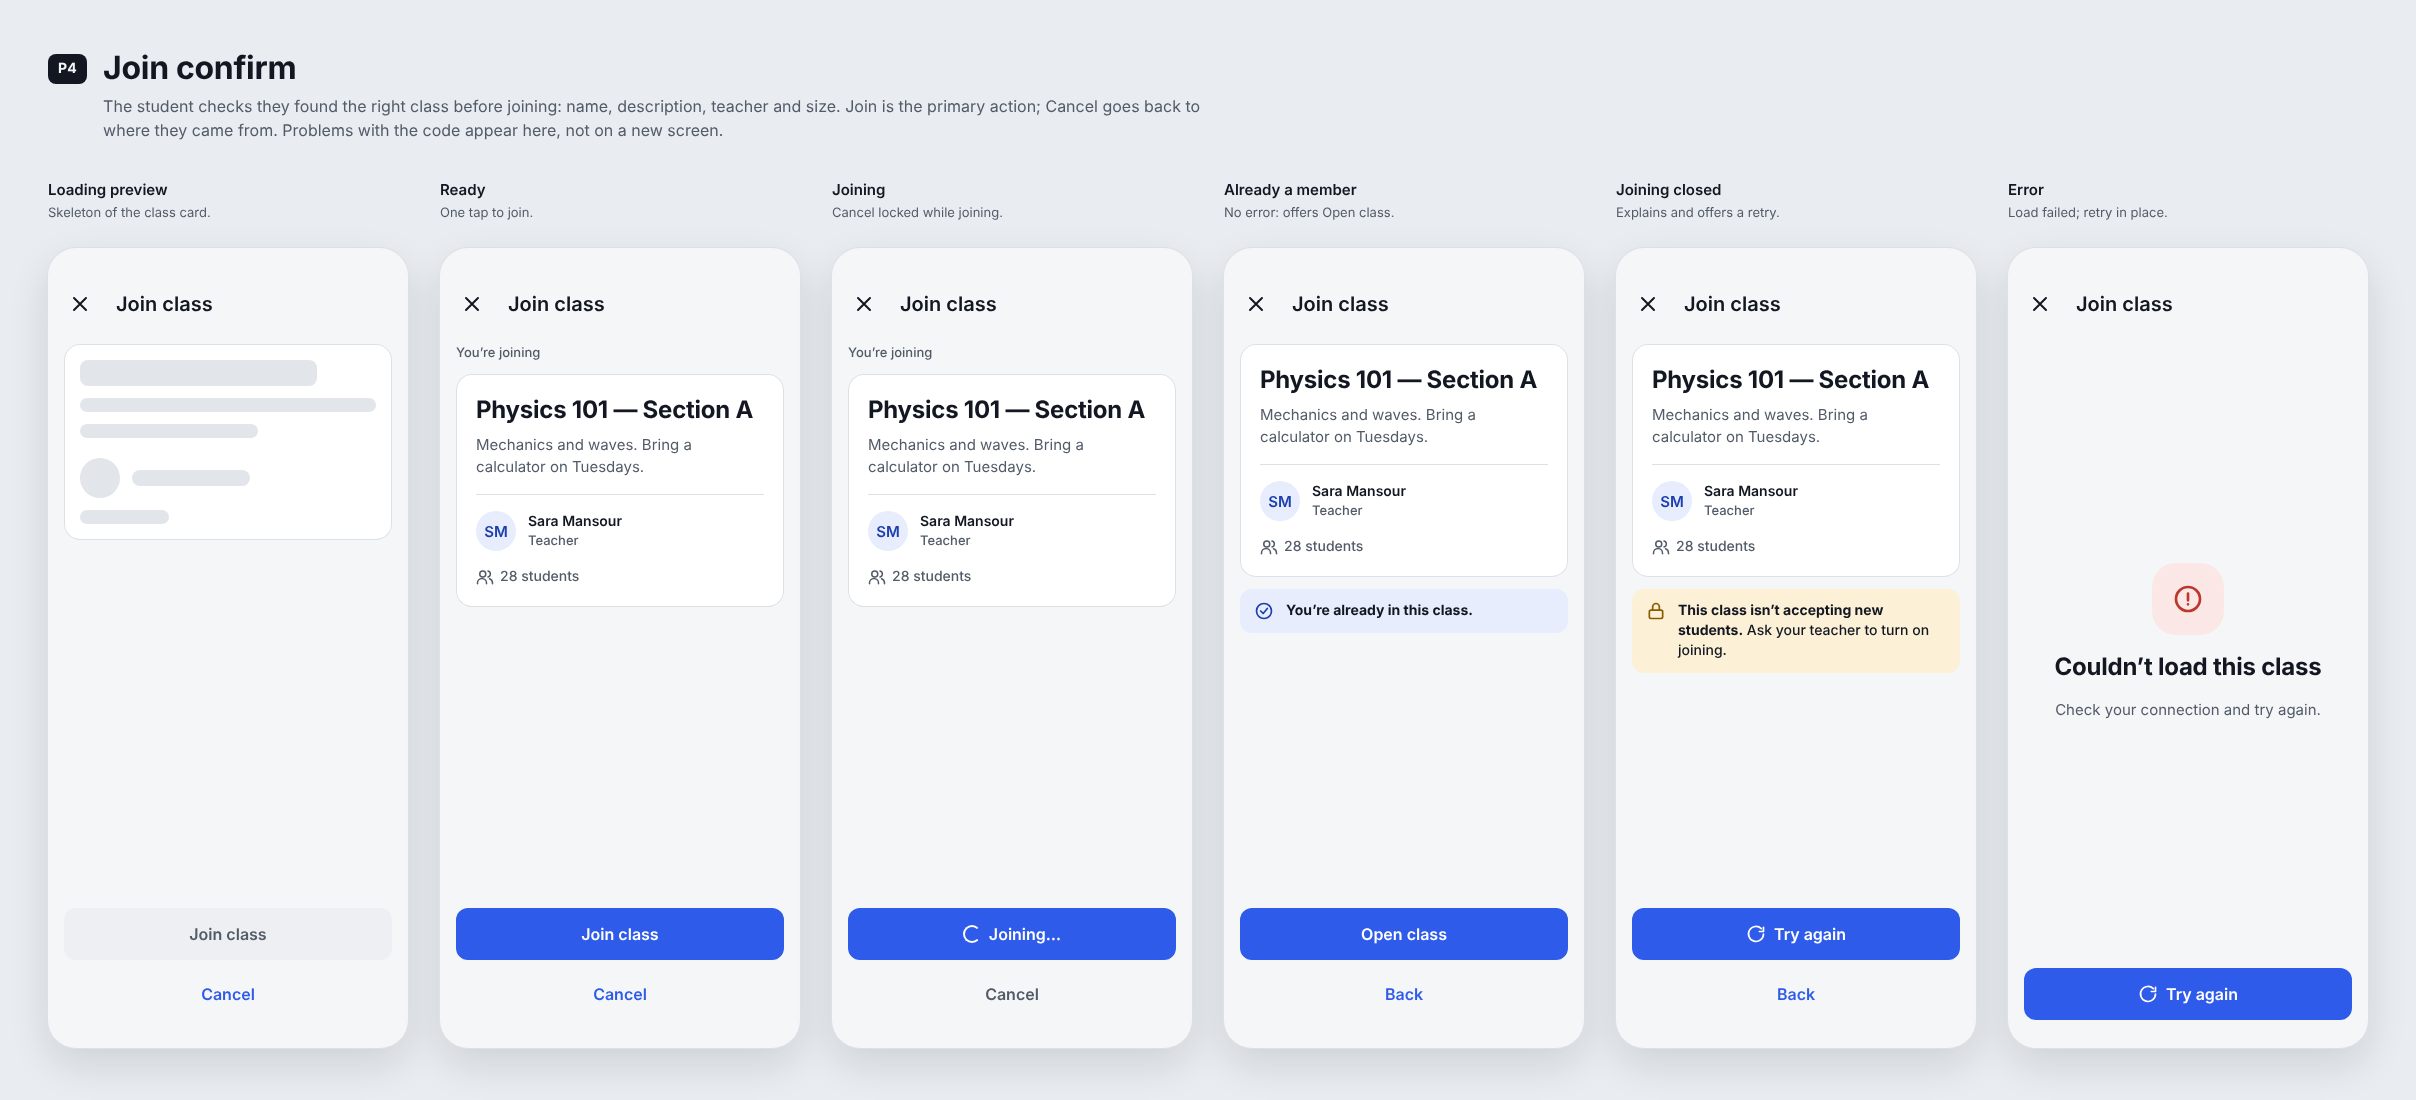 P4
Join confirm
The student checks they found the right class before joining: name, description, teacher and size. Join is the primary action; Cancel goes back to
where they came from. Problems with the code appear here, not on a new screen.
Loading preview
Skeleton of the class card.
Join class
Join class
Cancel
Ready
One tap to join.
Join class
You’re joining
Physics 101 — Section A
Mechanics and waves. Bring a
calculator on Tuesdays.
SM
Sara Mansour
Teacher
28 students
Join class
Cancel
Joining
Cancel locked while joining.
Join class
You’re joining
Physics 101 — Section A
Mechanics and waves. Bring a
calculator on Tuesdays.
SM
Sara Mansour
Teacher
28 students
Joining…
Cancel
Already a member
No error: offers Open class.
Join class
Physics 101 — Section A
Mechanics and waves. Bring a
calculator on Tuesdays.
SM
Sara Mansour
Teacher
28 students
You’re already in this class.
Open class
Back
Joining closed
Explains and offers a retry.
Join class
Physics 101 — Section A
Mechanics and waves. Bring a
calculator on Tuesdays.
SM
Sara Mansour
Teacher
28 students
This class isn’t accepting new
students. Ask your teacher to turn on
joining.
Try again
Back
Error
Load failed; retry in place.
Join class
Couldn’t load this class
Check your connection and try again.
Try again